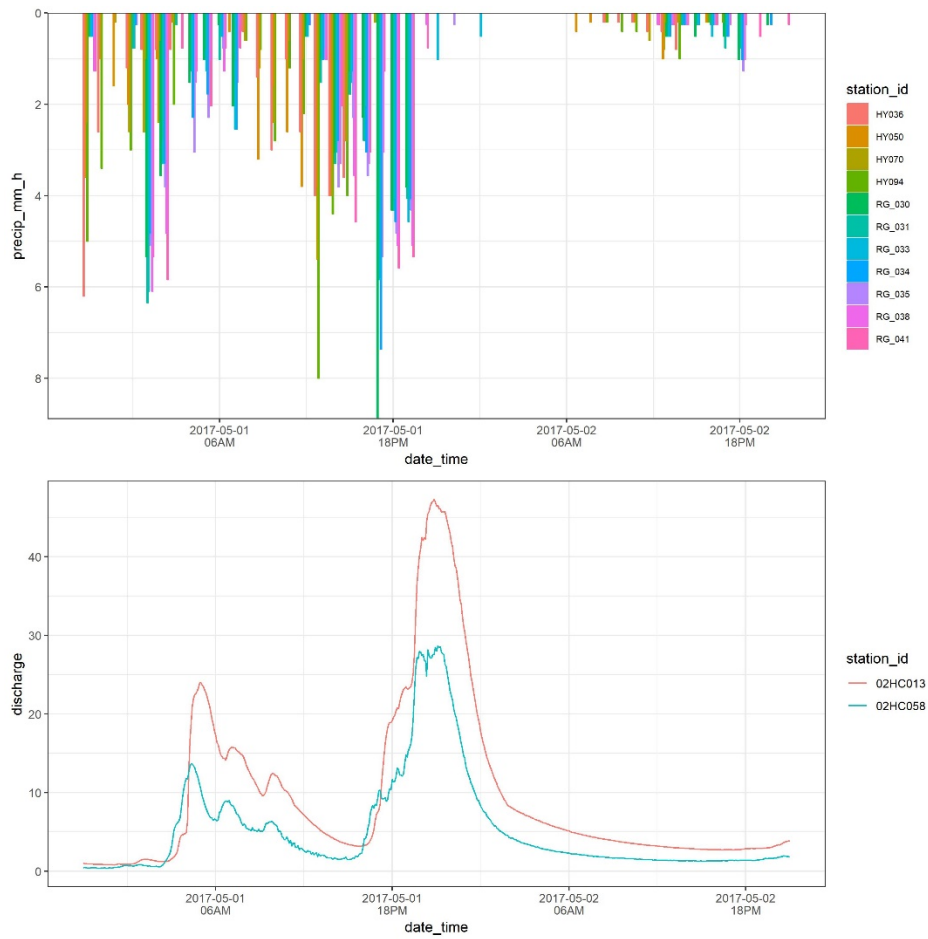 0
2
4
6
8
precip_mm_h
2017-05-01
06AM
2017-05-01
18PM
2017-05-02
06AM
2017-05-02
18PM
date_time
station_id
HY036
HY050
HY070
HY094
RG_030
RG_031
RG_033
RG_034
RG_035
RG_038
RG_041
40
30
20
10
0
discharge
2017-05-01
06AM
2017-05-01
18PM
2017-05-02
06AM
2017-05-02
18PM
date_time
station_id
02HC013
02HC058